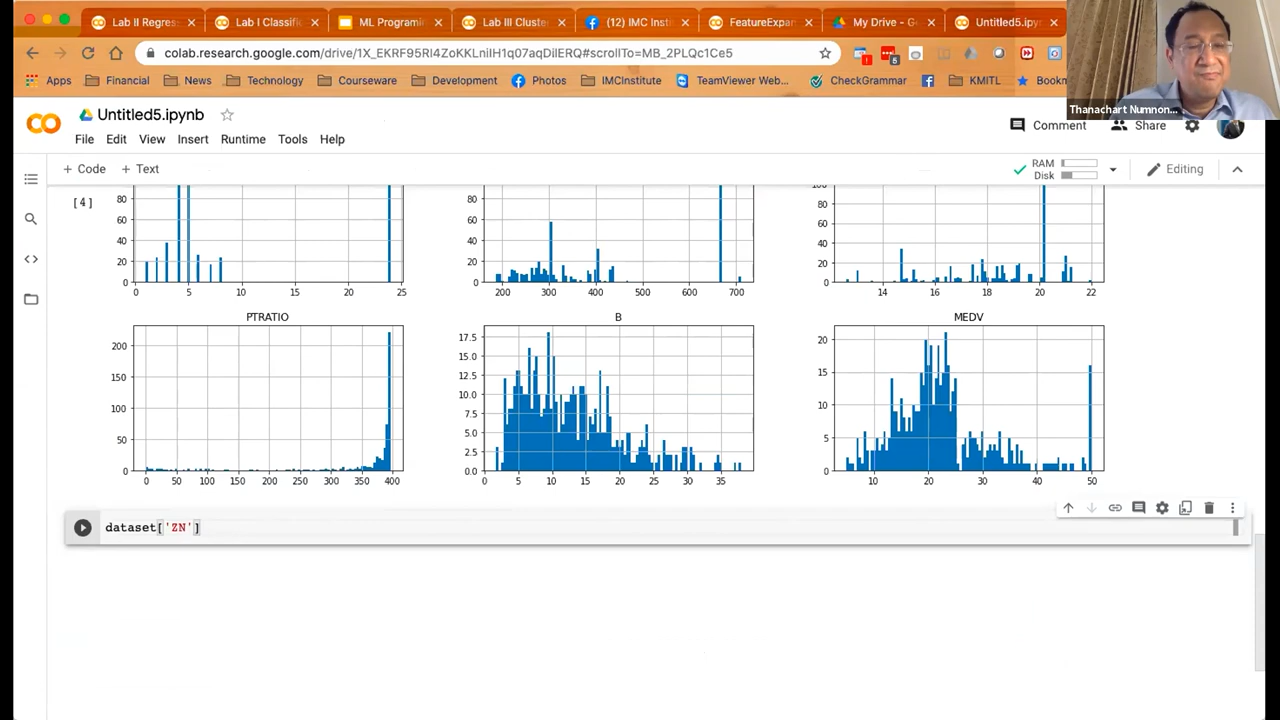 Lab II Regres
Lab I Classifi
ML Program
Lab III Cluste
(12) IMC Insti
FeatureExpan
My Drive - G
Untitled5.ipyn
colab.research.google.com/drive/1X_EKRF95RI4ZoKKLniIH1q07aqDilERQ#scrollTo=MB_2PLQc1Ce5
Apps
Financial
News
Technology
Courseware
Development
Photos
IMCInstitute
TeamViewer Web...
CheckGrammar
KMITL
Bookm
Thanachart Numnon...
Untitled5.ipynb
File Edit View Insert Runtime Tools Help
Comment
Share
+ Code + Text
RAM
Disk
Editing
[4]
80
60
40
20
0
0 5 10 15 20 25
80
60
40
20
0
200 300 400 500 600 700
100
80
60
40
20
0
14 16 18 20 22
PTRATIO
200
150
100
50
0
0 50 100 150 200 250 300 350 400
B
17.5
15.0
12.5
10.0
7.5
5.0
2.5
0.0
0 5 10 15 20 25 30 35
MEDV
20
15
10
5
0
10 20 30 40 50
dataset['ZN']